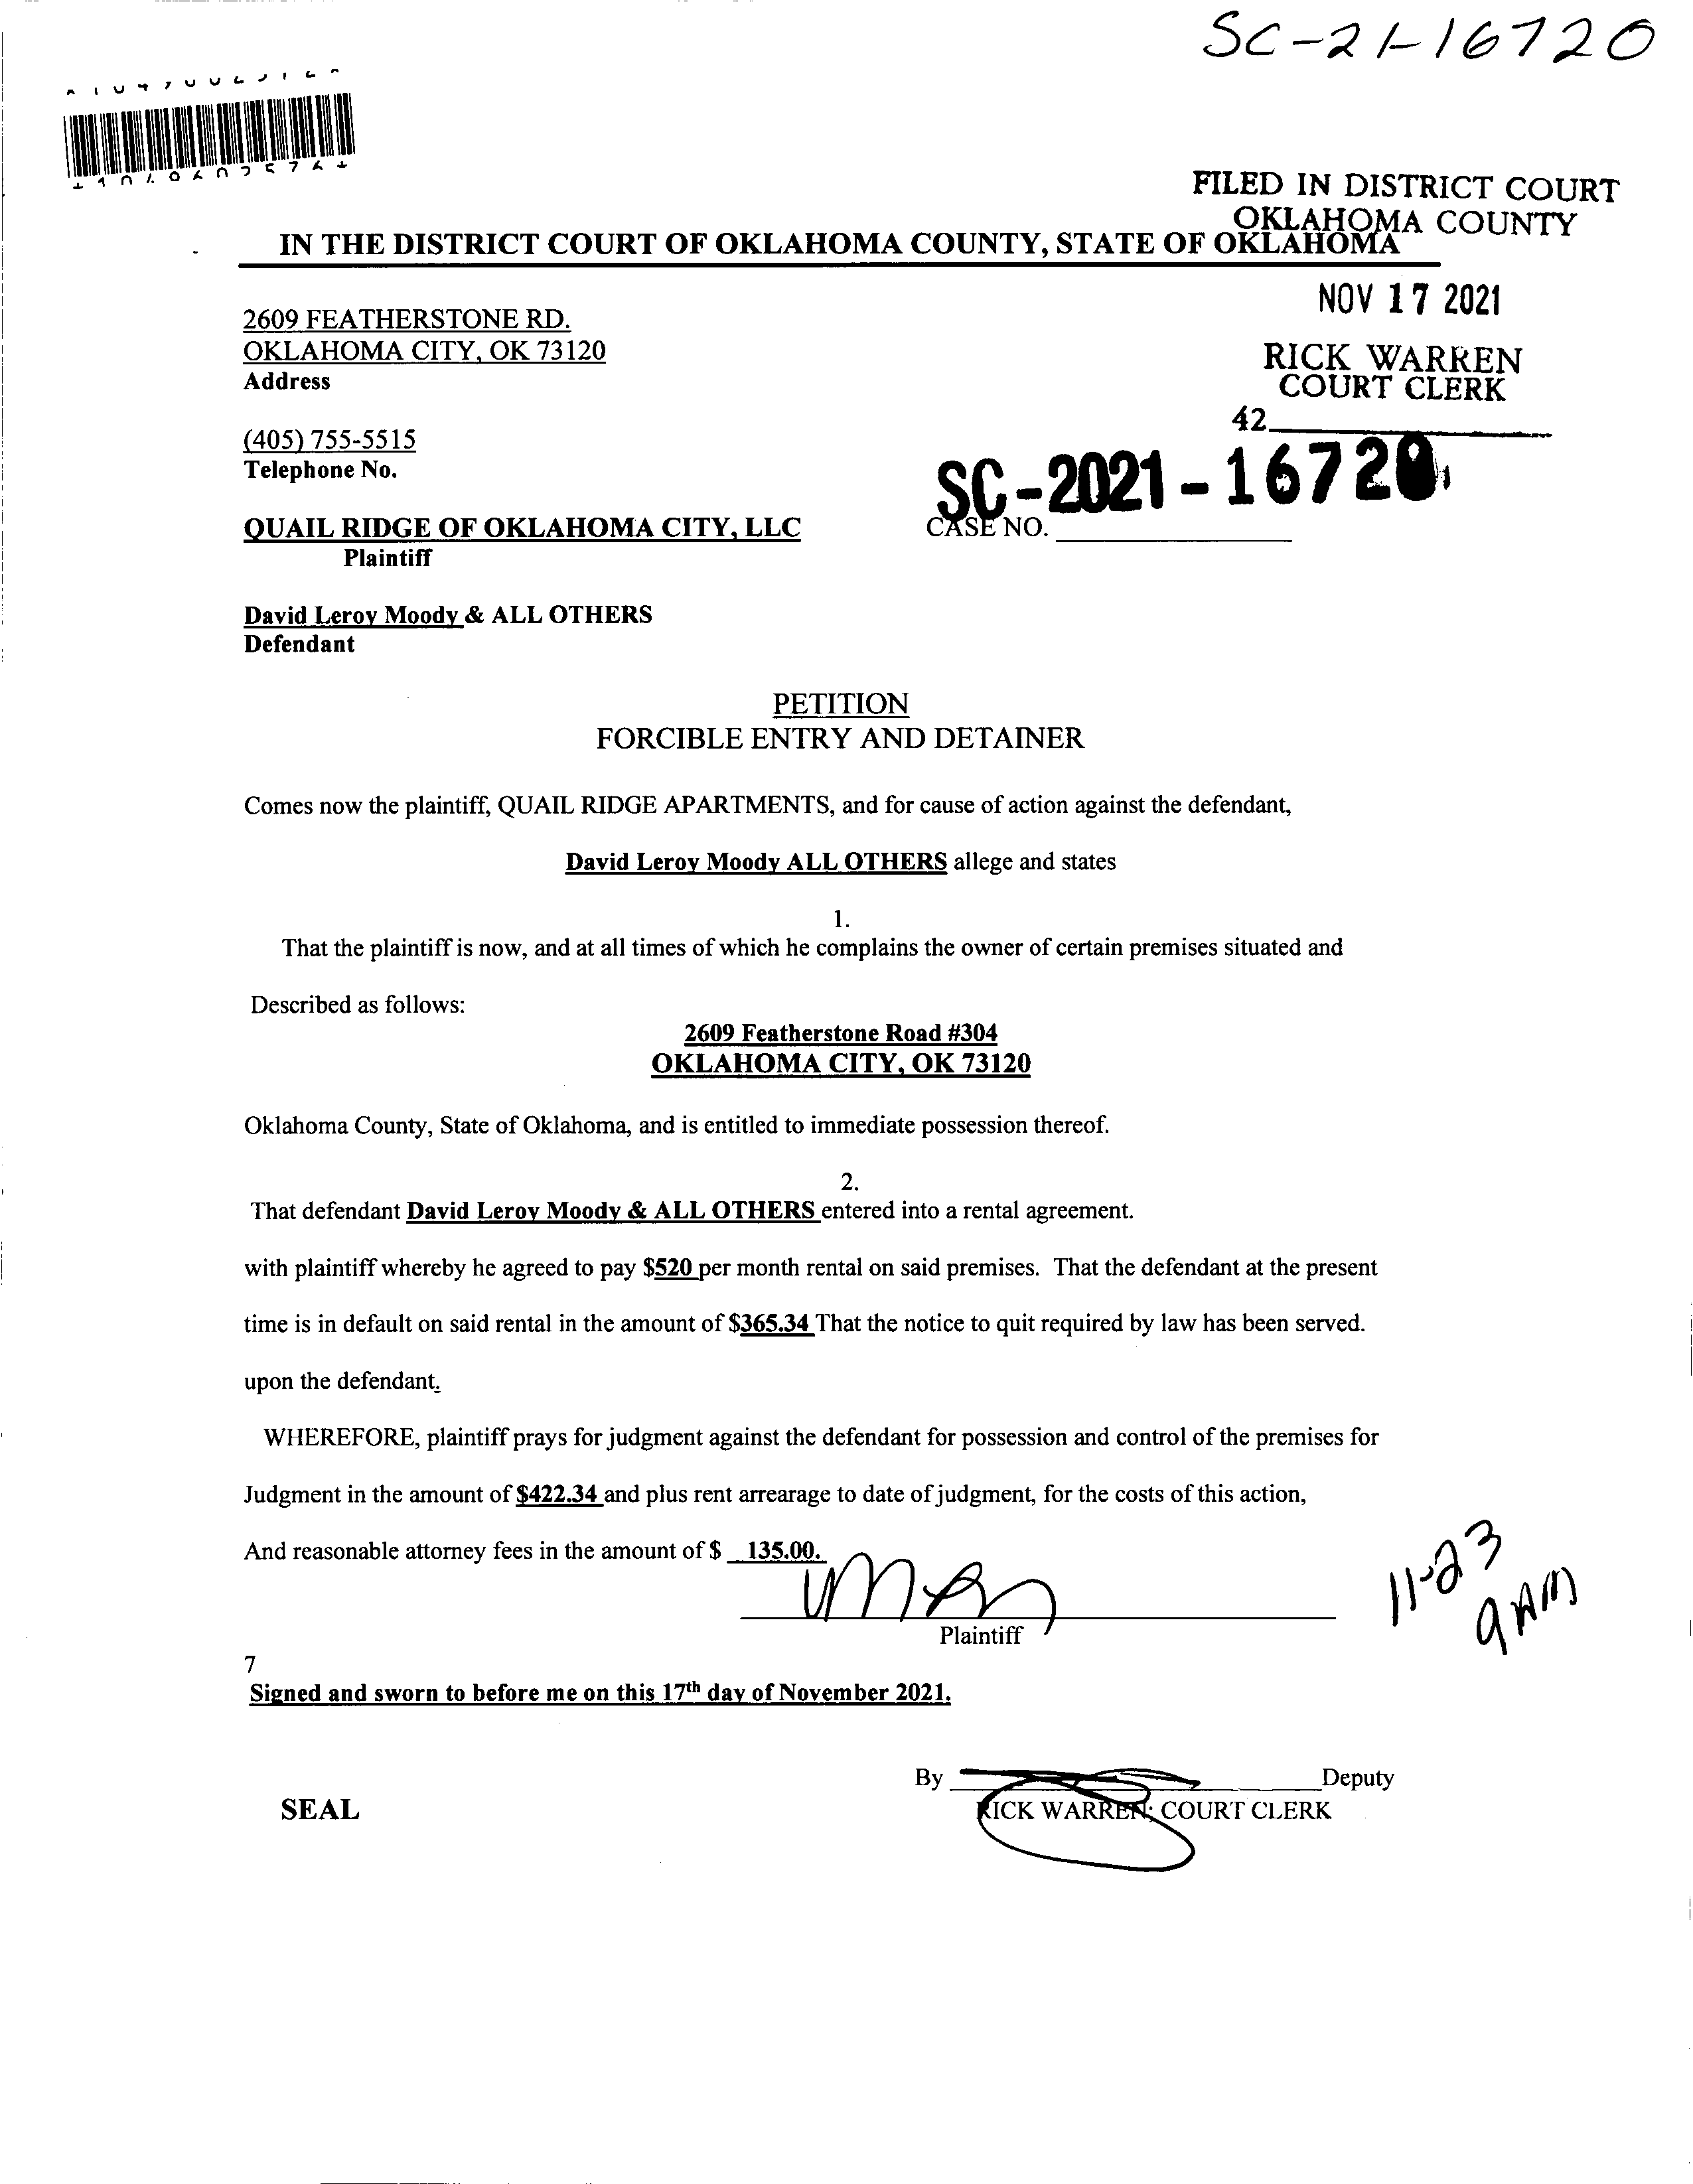 SC-21-16720
FILED IN DISTRICT COURT
OKLAHOMA COUNTY
IN THE DISTRICT COURT OF OKLAHOMA COUNTY, STATE OF OKLAHOMA
NOV 17 2021
2609 FEATHERSTONE RD.
OKLAHOMA CITY, OK 73120
Address
RICK WARREN
COURT CLERK
42
(405) 755-5515
Telephone No.
SC-2021-16720
QUAIL RIDGE OF OKLAHOMA CITY, LLC
CASE NO.
Plaintiff
David Leroy Moody & ALL OTHERS
Defendant
PETITION
FORCIBLE ENTRY AND DETAINER
Comes now the plaintiff, QUAIL RIDGE APARTMENTS, and for cause of action against the defendant,
David Leroy Moody ALL OTHERS allege and states
1.
That the plaintiff is now, and at all times of which he complains the owner of certain premises situated and
Described as follows:
2609 Featherstone Road #304
OKLAHOMA CITY, OK 73120
Oklahoma County, State of Oklahoma, and is entitled to immediate possession thereof.
2.
That defendant David Leroy Moody & ALL OTHERS entered into a rental agreement.
with plaintiff whereby he agreed to pay $520 per month rental on said premises. That the defendant at the present
time is in default on said rental in the amount of $365.34 That the notice to quit required by law has been served.
upon the defendant.
WHEREFORE, plaintiff prays for judgment against the defendant for possession and control of the premises for
Judgment in the amount of $422.34 and plus rent arrearage to date of judgment, for the costs of this action,
And reasonable attorney fees in the amount of $ 135.00.
11-23
9 AM
Plaintiff
7
Signed and sworn to before me on this 17th day of November 2021.
By Deputy
SEAL
RICK WARREN; COURT CLERK